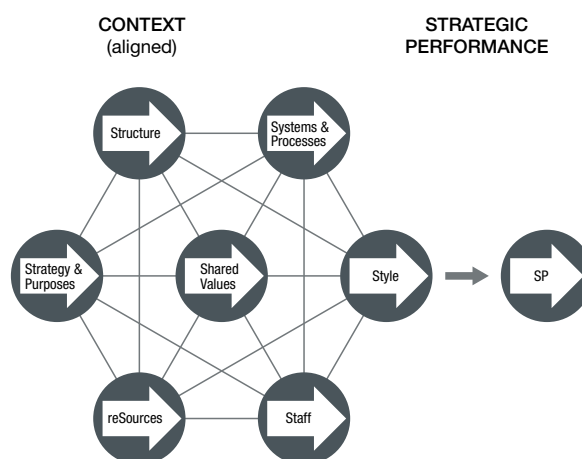 CONTEXT
(aligned)
STRATEGIC
PERFORMANCE
Structure
Systems &
Processes
Strategy &
Purposes
Shared
Values
Style
SP
reSources
Staff